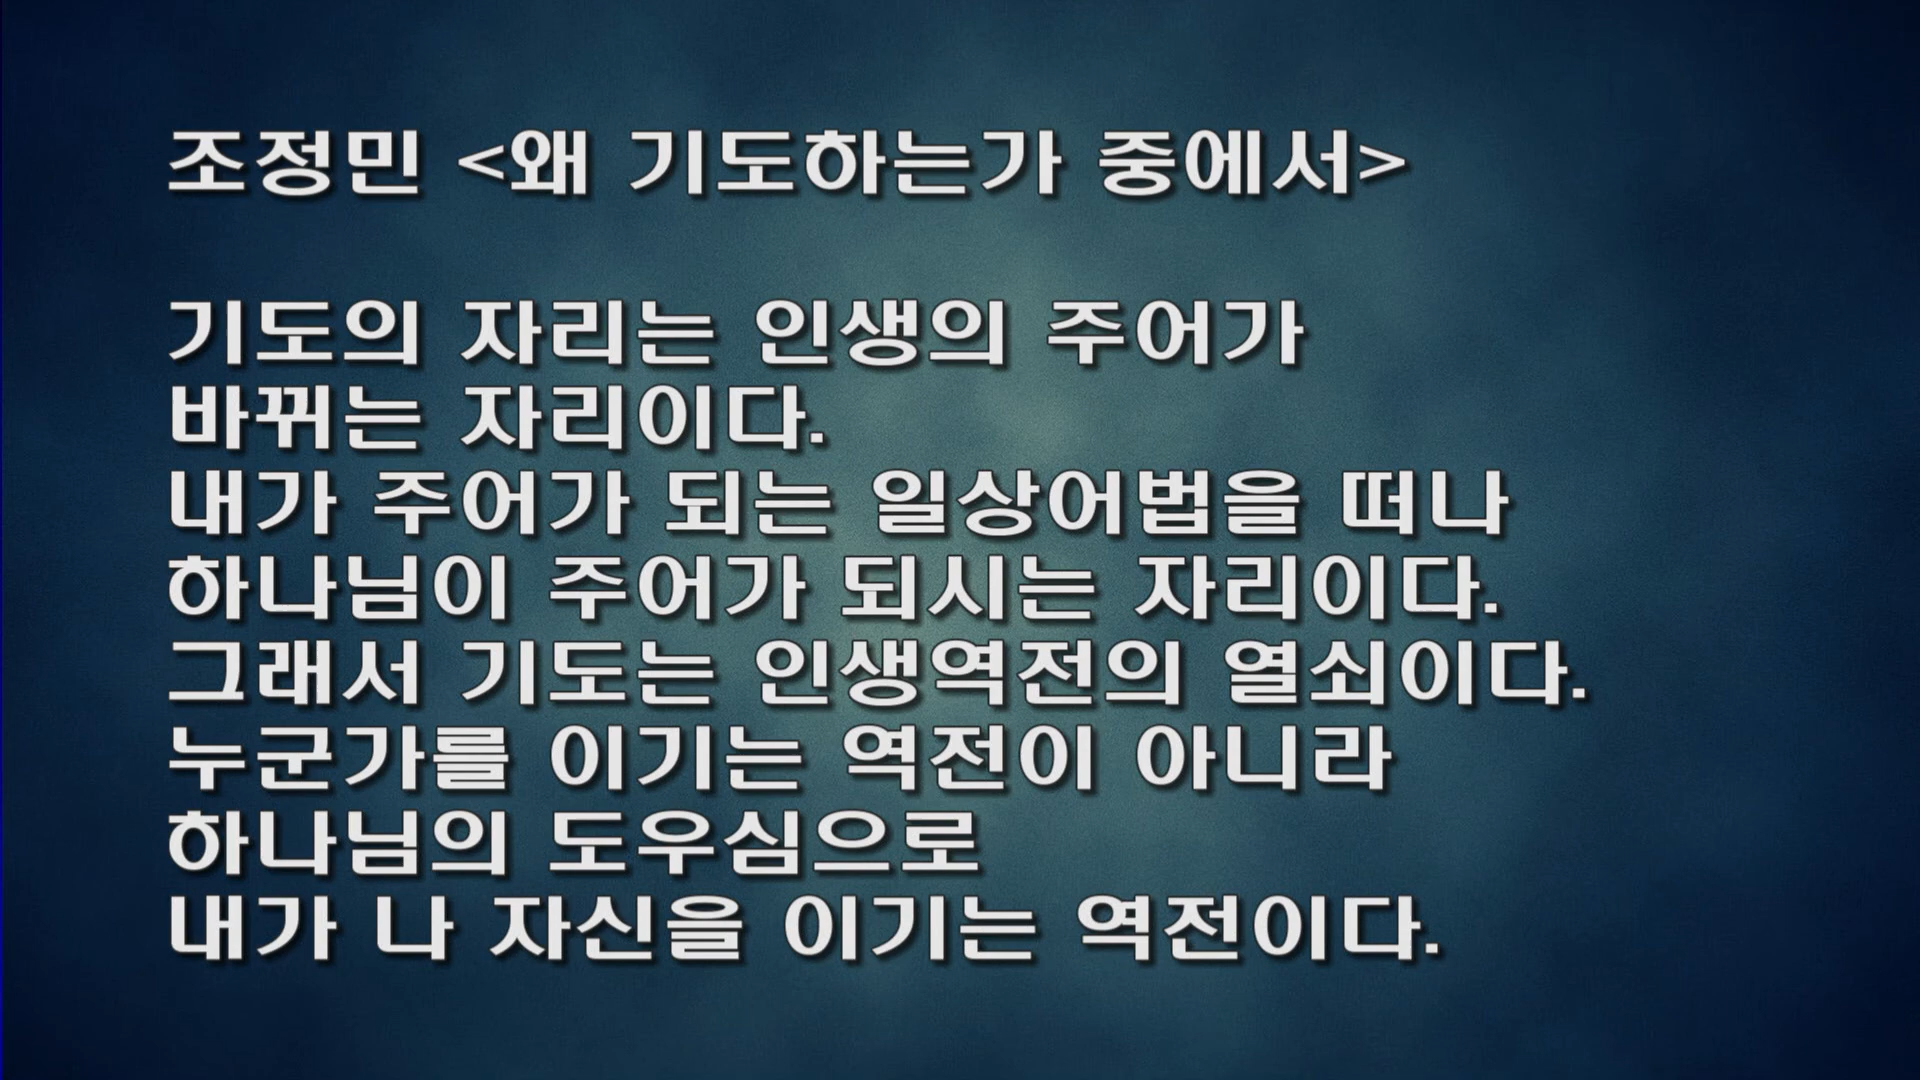 조정민 <왜 기도하는가 중에서>
기도의 자리는 인생의 주어가
바뀌는 자리이다.
내가 주어가 되는 일상어법을 떠나
하나님이 주어가 되시는 자리이다.
그래서 기도는 인생역전의 열쇠이다.
누군가를 이기는 역전이 아니라
하나님의 도우심으로
내가 나 자신을 이기는 역전이다.